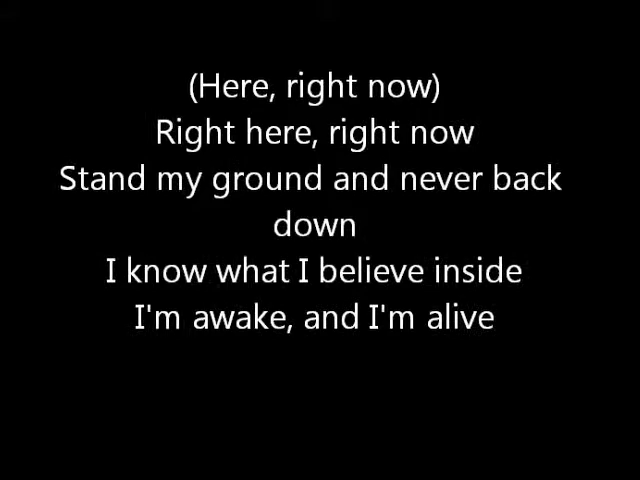 (Here, right now)
Right here, right now
Stand my ground and never back
down
I know what I believe inside
I'm awake, and I'm alive